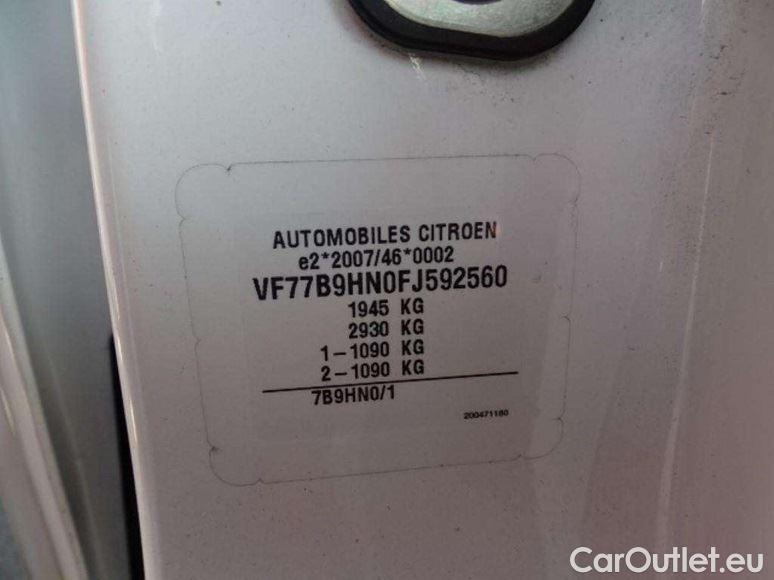 AUTOMOBILES CITROEN
e2*2007/46*0002
VF77B9HN0FJ592560
1945 KG
2930 KG
1-1090 KG
2-1090 KG
7B9HN0/1
200471180
CarOutlet.eu